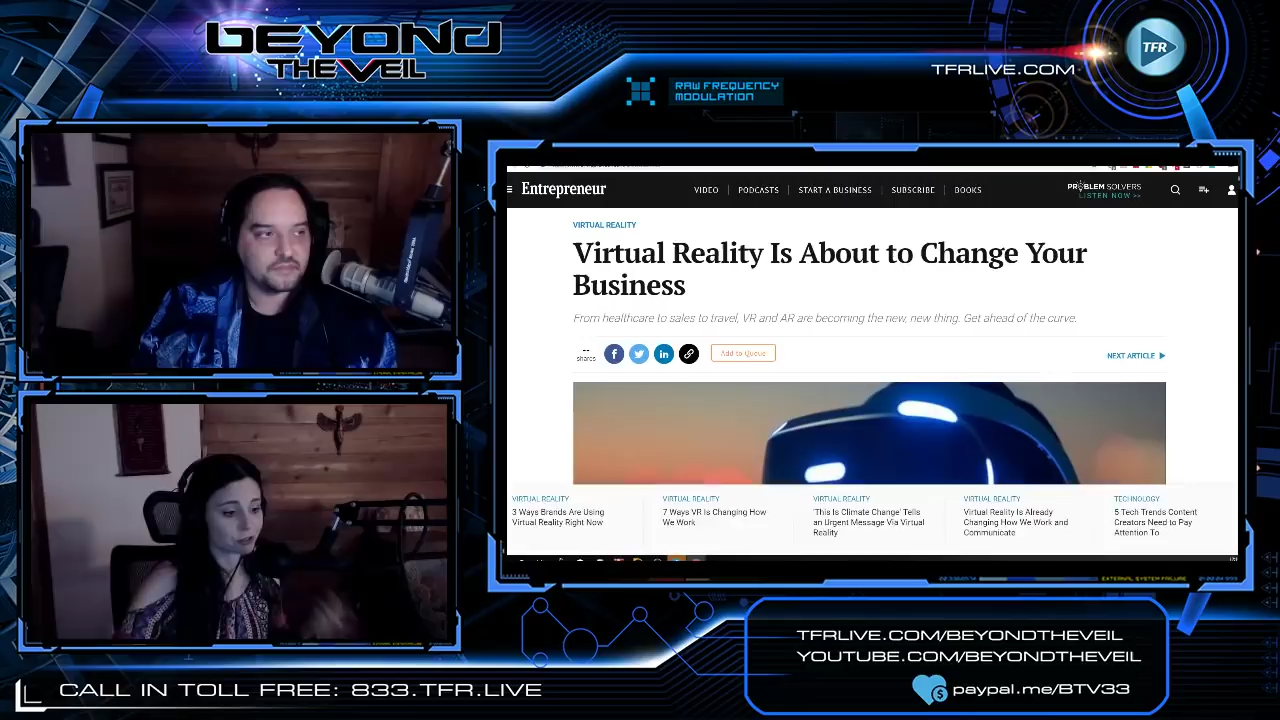 BEYOND
THE VEIL
TFR
TFRLIVE.COM
RAW FREQUENCY
MODULATION
Entrepreneur
VIDEO
PODCASTS
START A BUSINESS
SUBSCRIBE
BOOKS
PROBLEM SOLVERS
LISTEN NOW >>
VIRTUAL REALITY
Virtual Reality Is About to Change Your
Business
From healthcare to sales to travel, VR and AR are becoming the new, new thing. Get ahead of the curve.
--
shares
Add to Queue
NEXT ARTICLE
VIRTUAL REALITY
3 Ways Brands Are Using
Virtual Reality Right Now
VIRTUAL REALITY
7 Ways VR Is Changing How
We Work
VIRTUAL REALITY
'This Is Climate Change' Tells
an Urgent Message Via Virtual
Reality
VIRTUAL REALITY
Virtual Reality Is Already
Changing How We Work and
Communicate
TECHNOLOGY
5 Tech Trends Content
Creators Need to Pay
Attention To
EXTERNAL SYSTEM FAILURE
TFRLIVE.COM/BEYONDTHEVEIL
YOUTUBE.COM/BEYONDTHEVEIL
paypal.me/BTV33
CALL IN TOLL FREE: 833.TFR.LIVE